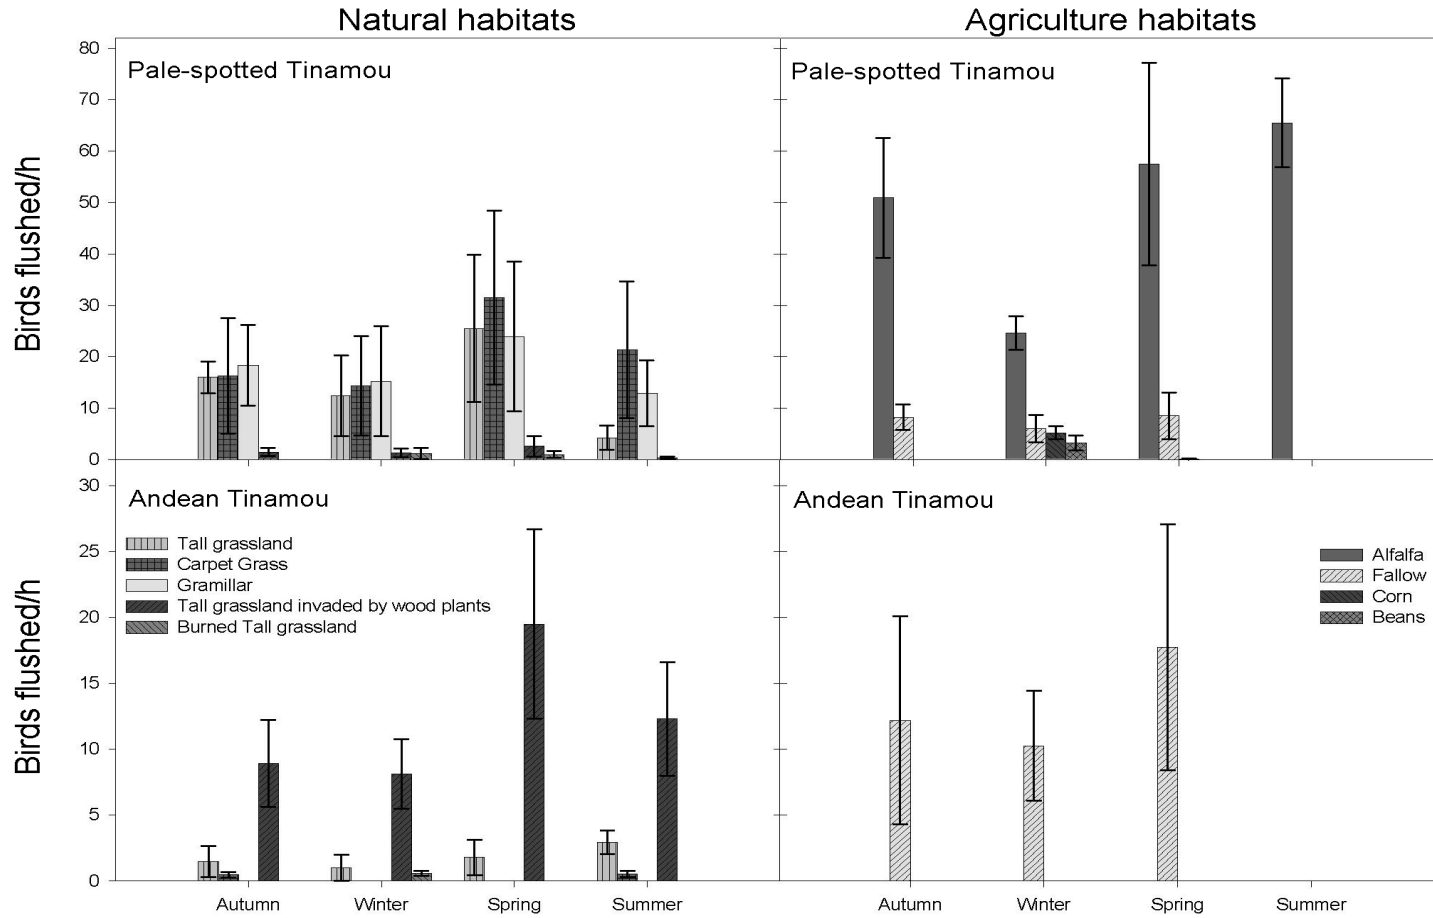 Natural habitats
Agriculture habitats
Birds flushed/h
80
70
60
50
40
30
20
10
0
Pale-spotted Tinamou
Pale-spotted Tinamou
Birds flushed/h
30
25
20
15
10
5
0
Andean Tinamou
Tall grassland
Carpet Grass
Gramillar
Tall grassland invaded by wood plants
Burned Tall grassland
Andean Tinamou
Alfalfa
Fallow
Corn
Beans
Autumn Winter Spring Summer
Autumn Winter Spring Summer